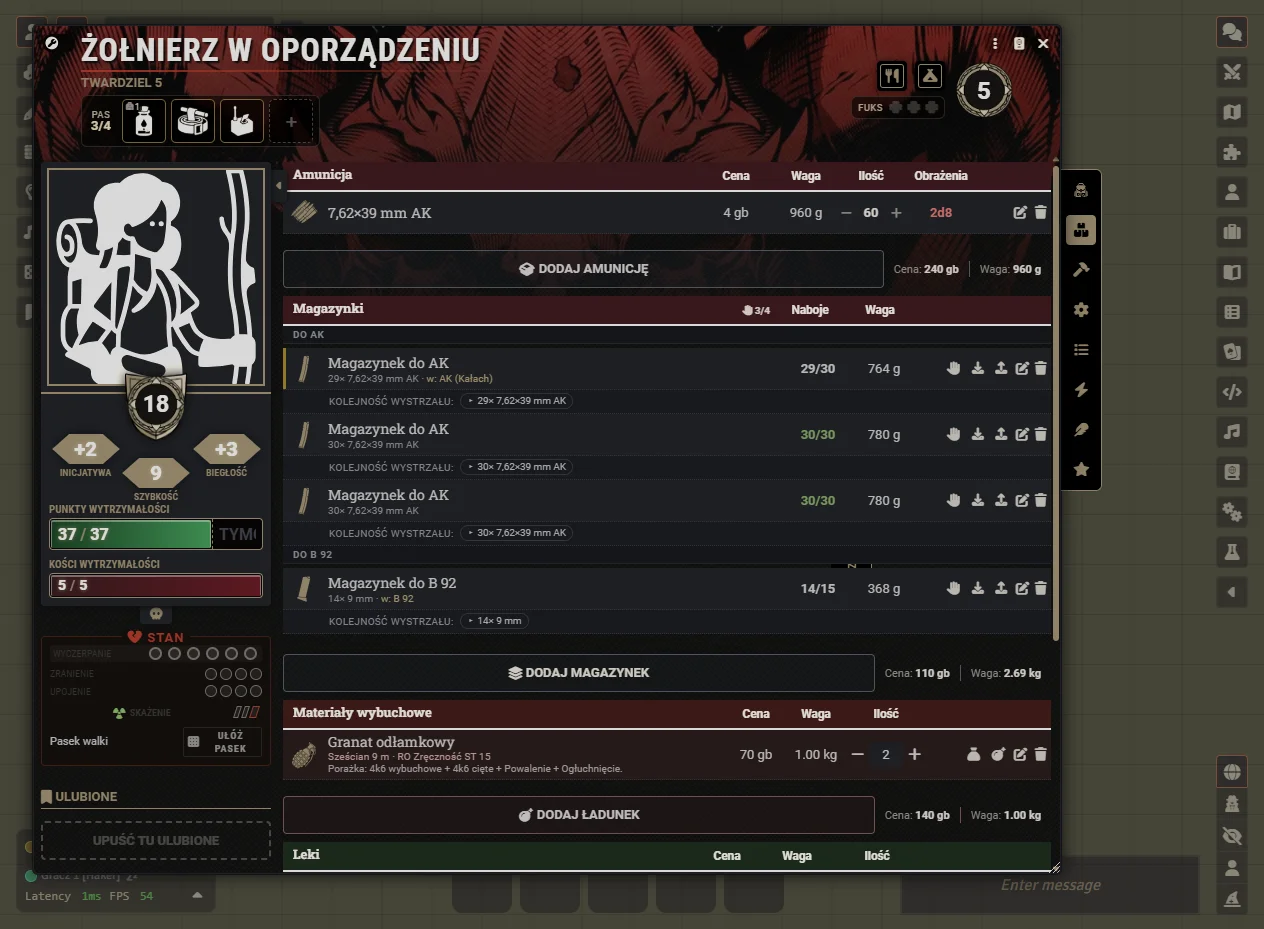 ŻOŁNIERZ W OPORZĄDZENIU
TWARDZIEL 5
PAS
3/4
1
+
FUKS
5
Amunicja Cena Waga Ilość Obrażenia
7,62×39 mm AK 4 gb 960 g − 60 + 2d8
DODAJ AMUNICJĘ Cena: 240 gb Waga: 960 g
Magazynki 3/4 Naboje Waga
DO AK
Magazynek do AK 29/30 764 g
29× 7,62×39 mm AK · w: AK (Kałach)
KOLEJNOŚĆ WYSTRZAŁU: 29× 7,62×39 mm AK
Magazynek do AK 30/30 780 g
30× 7,62×39 mm AK
KOLEJNOŚĆ WYSTRZAŁU: 30× 7,62×39 mm AK
Magazynek do AK 30/30 780 g
30× 7,62×39 mm AK
KOLEJNOŚĆ WYSTRZAŁU: 30× 7,62×39 mm AK
DO B 92
Magazynek do B 92 14/15 368 g
14× 9 mm · w: B 92
KOLEJNOŚĆ WYSTRZAŁU: 14× 9 mm
DODAJ MAGAZYNEK Cena: 110 gb Waga: 2.69 kg
Materiały wybuchowe Cena Waga Ilość
Granat odłamkowy 70 gb 1.00 kg − 2 +
Sześcian 9 m · RO Zręczność ST 15
Porażka: 4k6 wybuchowe + 4k6 cięte + Powalenie + Ogłuchnięcie.
DODAJ ŁADUNEK Cena: 140 gb Waga: 1.00 kg
Leki Cena Waga Ilość
18
+2
INICJATYWA
9
SZYBKOŚĆ
+3
BIEGŁOŚĆ
PUNKTY WYTRZYMAŁOŚCI
37 / 37 TYM
KOŚCI WYTRZYMAŁOŚCI
5 / 5
STAN
WYCZERPANIE
ZRANIENIE
UPOJENIE
SKAŻENIE
Pasek walki
UŁÓŻ
PASEK
ULUBIONE
UPUŚĆ TU ULUBIONE
Latency 1ms FPS 54
Enter message